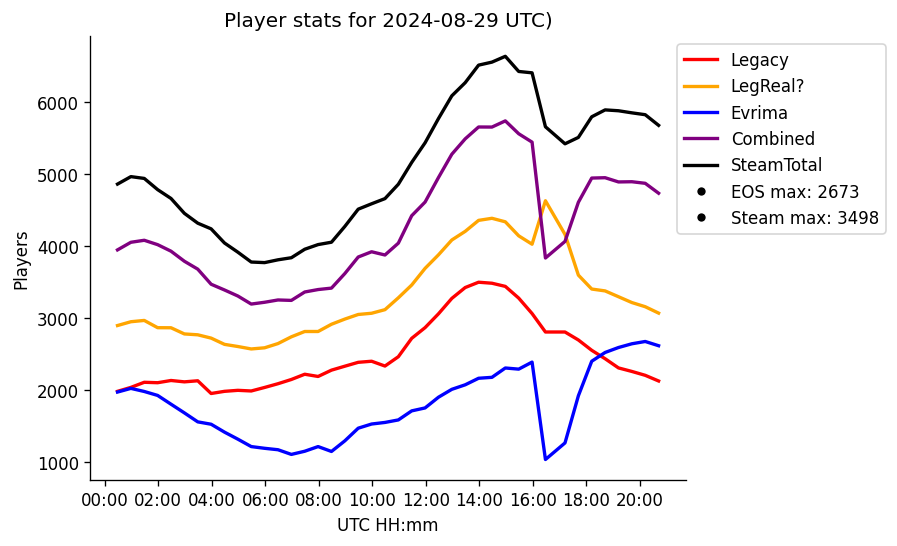 Player stats for 2024-08-29 UTC)
Players
6000
5000
4000
3000
2000
1000
00:00 02:00 04:00 06:00 08:00 10:00 12:00 14:00 16:00 18:00 20:00
UTC HH:mm
Legacy
LegReal?
Evrima
Combined
SteamTotal
EOS max: 2673
Steam max: 3498